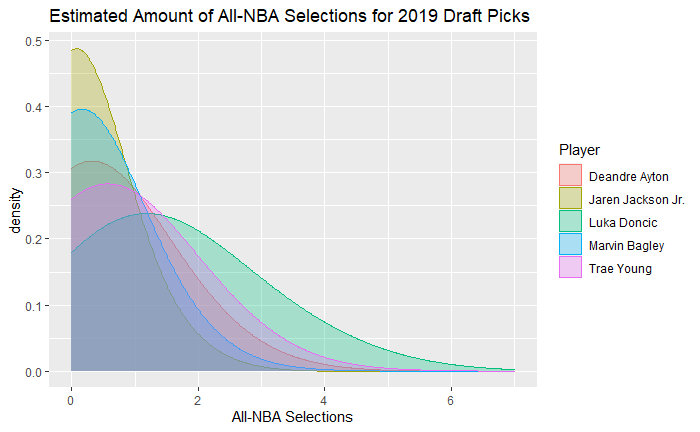 Estimated Amount of All-NBA Selections for 2019 Draft Picks
0.5
0.4
0.3
0.2
0.1
0.0
density
0 2 4 6
All-NBA Selections
Player
Deandre Ayton
Jaren Jackson Jr.
Luka Doncic
Marvin Bagley
Trae Young